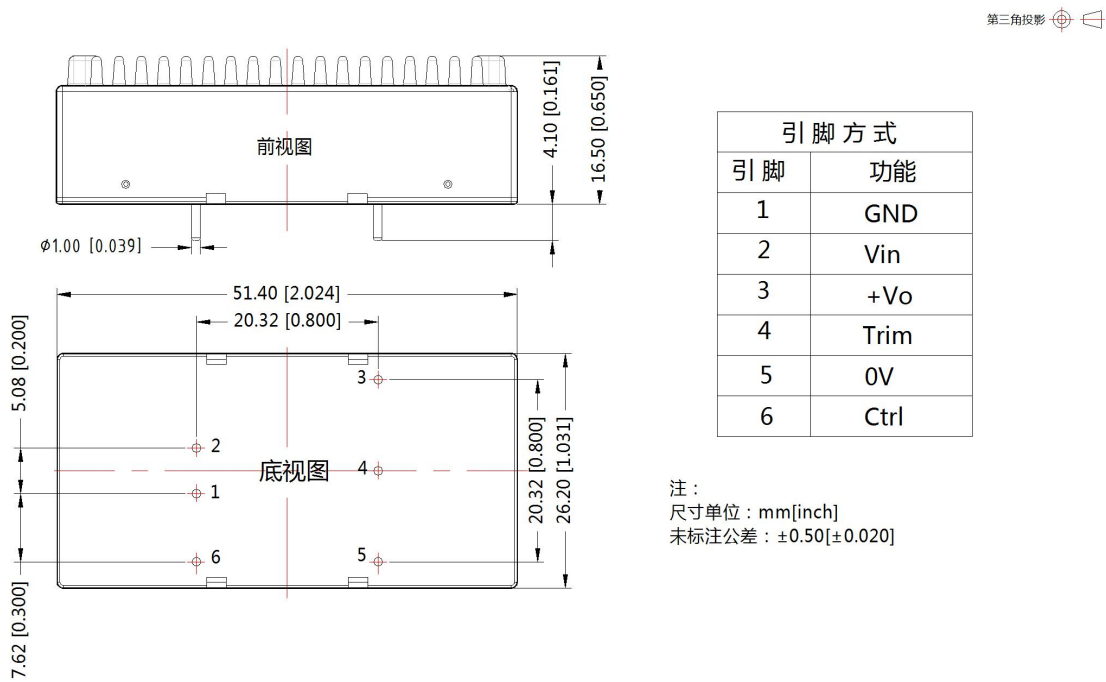 第三角投影
前视图
4.10 [0.161]
16.50 [0.650]
Φ1.00 [0.039]
51.40 [2.024]
20.32 [0.800]
5.08 [0.200]
7.62 [0.300]
3
2
底视图
4
1
6
5
20.32 [0.800]
26.20 [1.031]
引脚方式
引脚 功能
1 GND
2 Vin
3 +Vo
4 Trim
5 0V
6 Ctrl
注：
尺寸单位：mm[inch]
未标注公差：±0.50[±0.020]